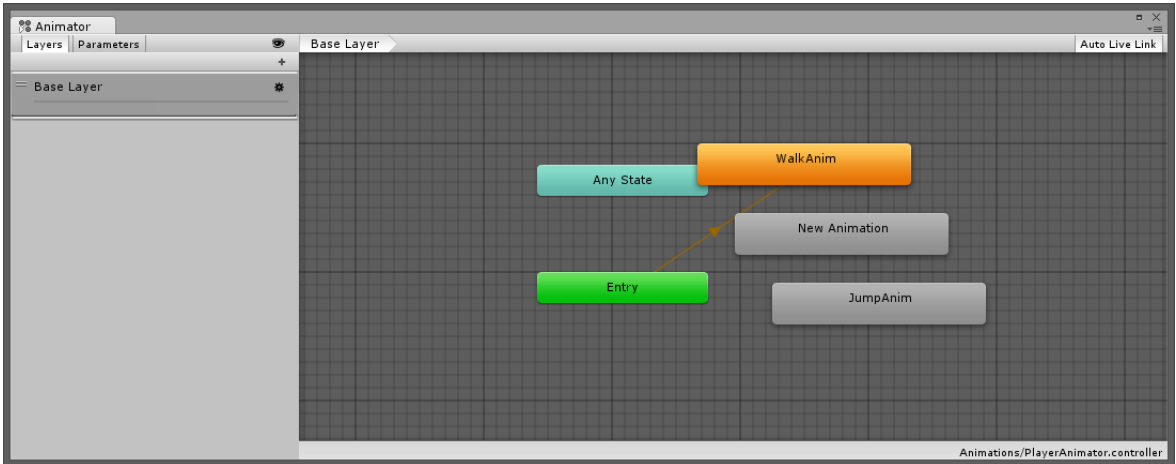 Animator
Layers Parameters
Base Layer
Auto Live Link
Base Layer
WalkAnim
Any State
New Animation
Entry
JumpAnim
Animations/PlayerAnimator.controller